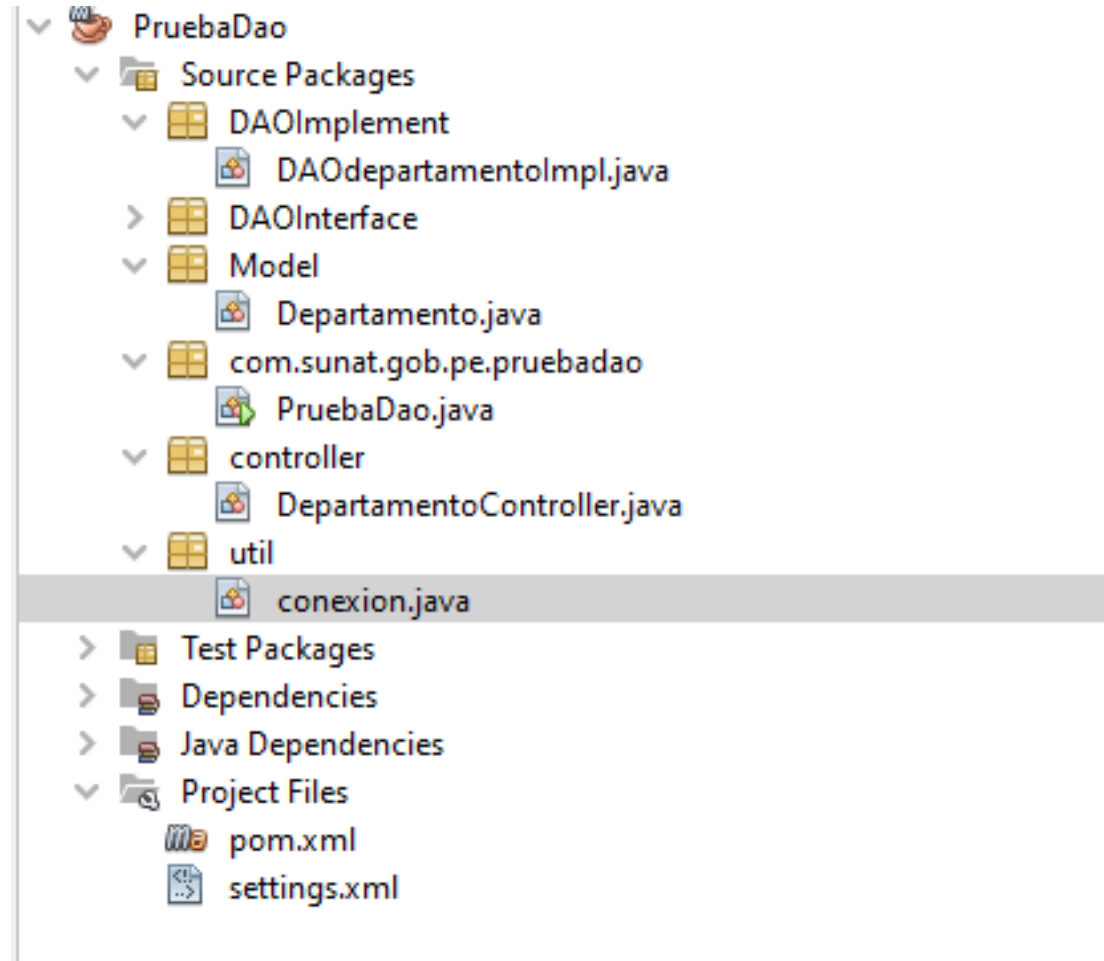 PruebaDao
Source Packages
DAOImplement
DAOdepartamentoImpl.java
DAOInterface
Model
Departamento.java
com.sunat.gob.pe.pruebadao
PruebaDao.java
controller
DepartamentoController.java
util
conexion.java
Test Packages
Dependencies
Java Dependencies
Project Files
pom.xml
settings.xml